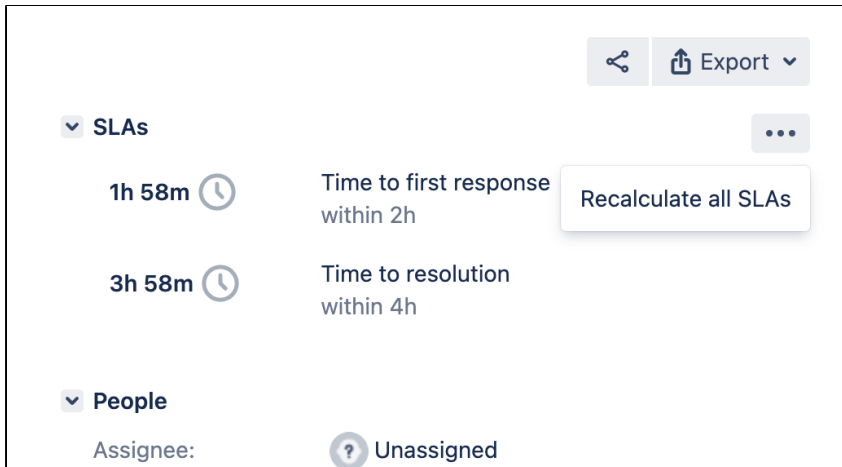 Export
SLAs
1h 58m
Time to first response
within 2h
Recalculate all SLAs
3h 58m
Time to resolution
within 4h
People
Assignee:
? Unassigned